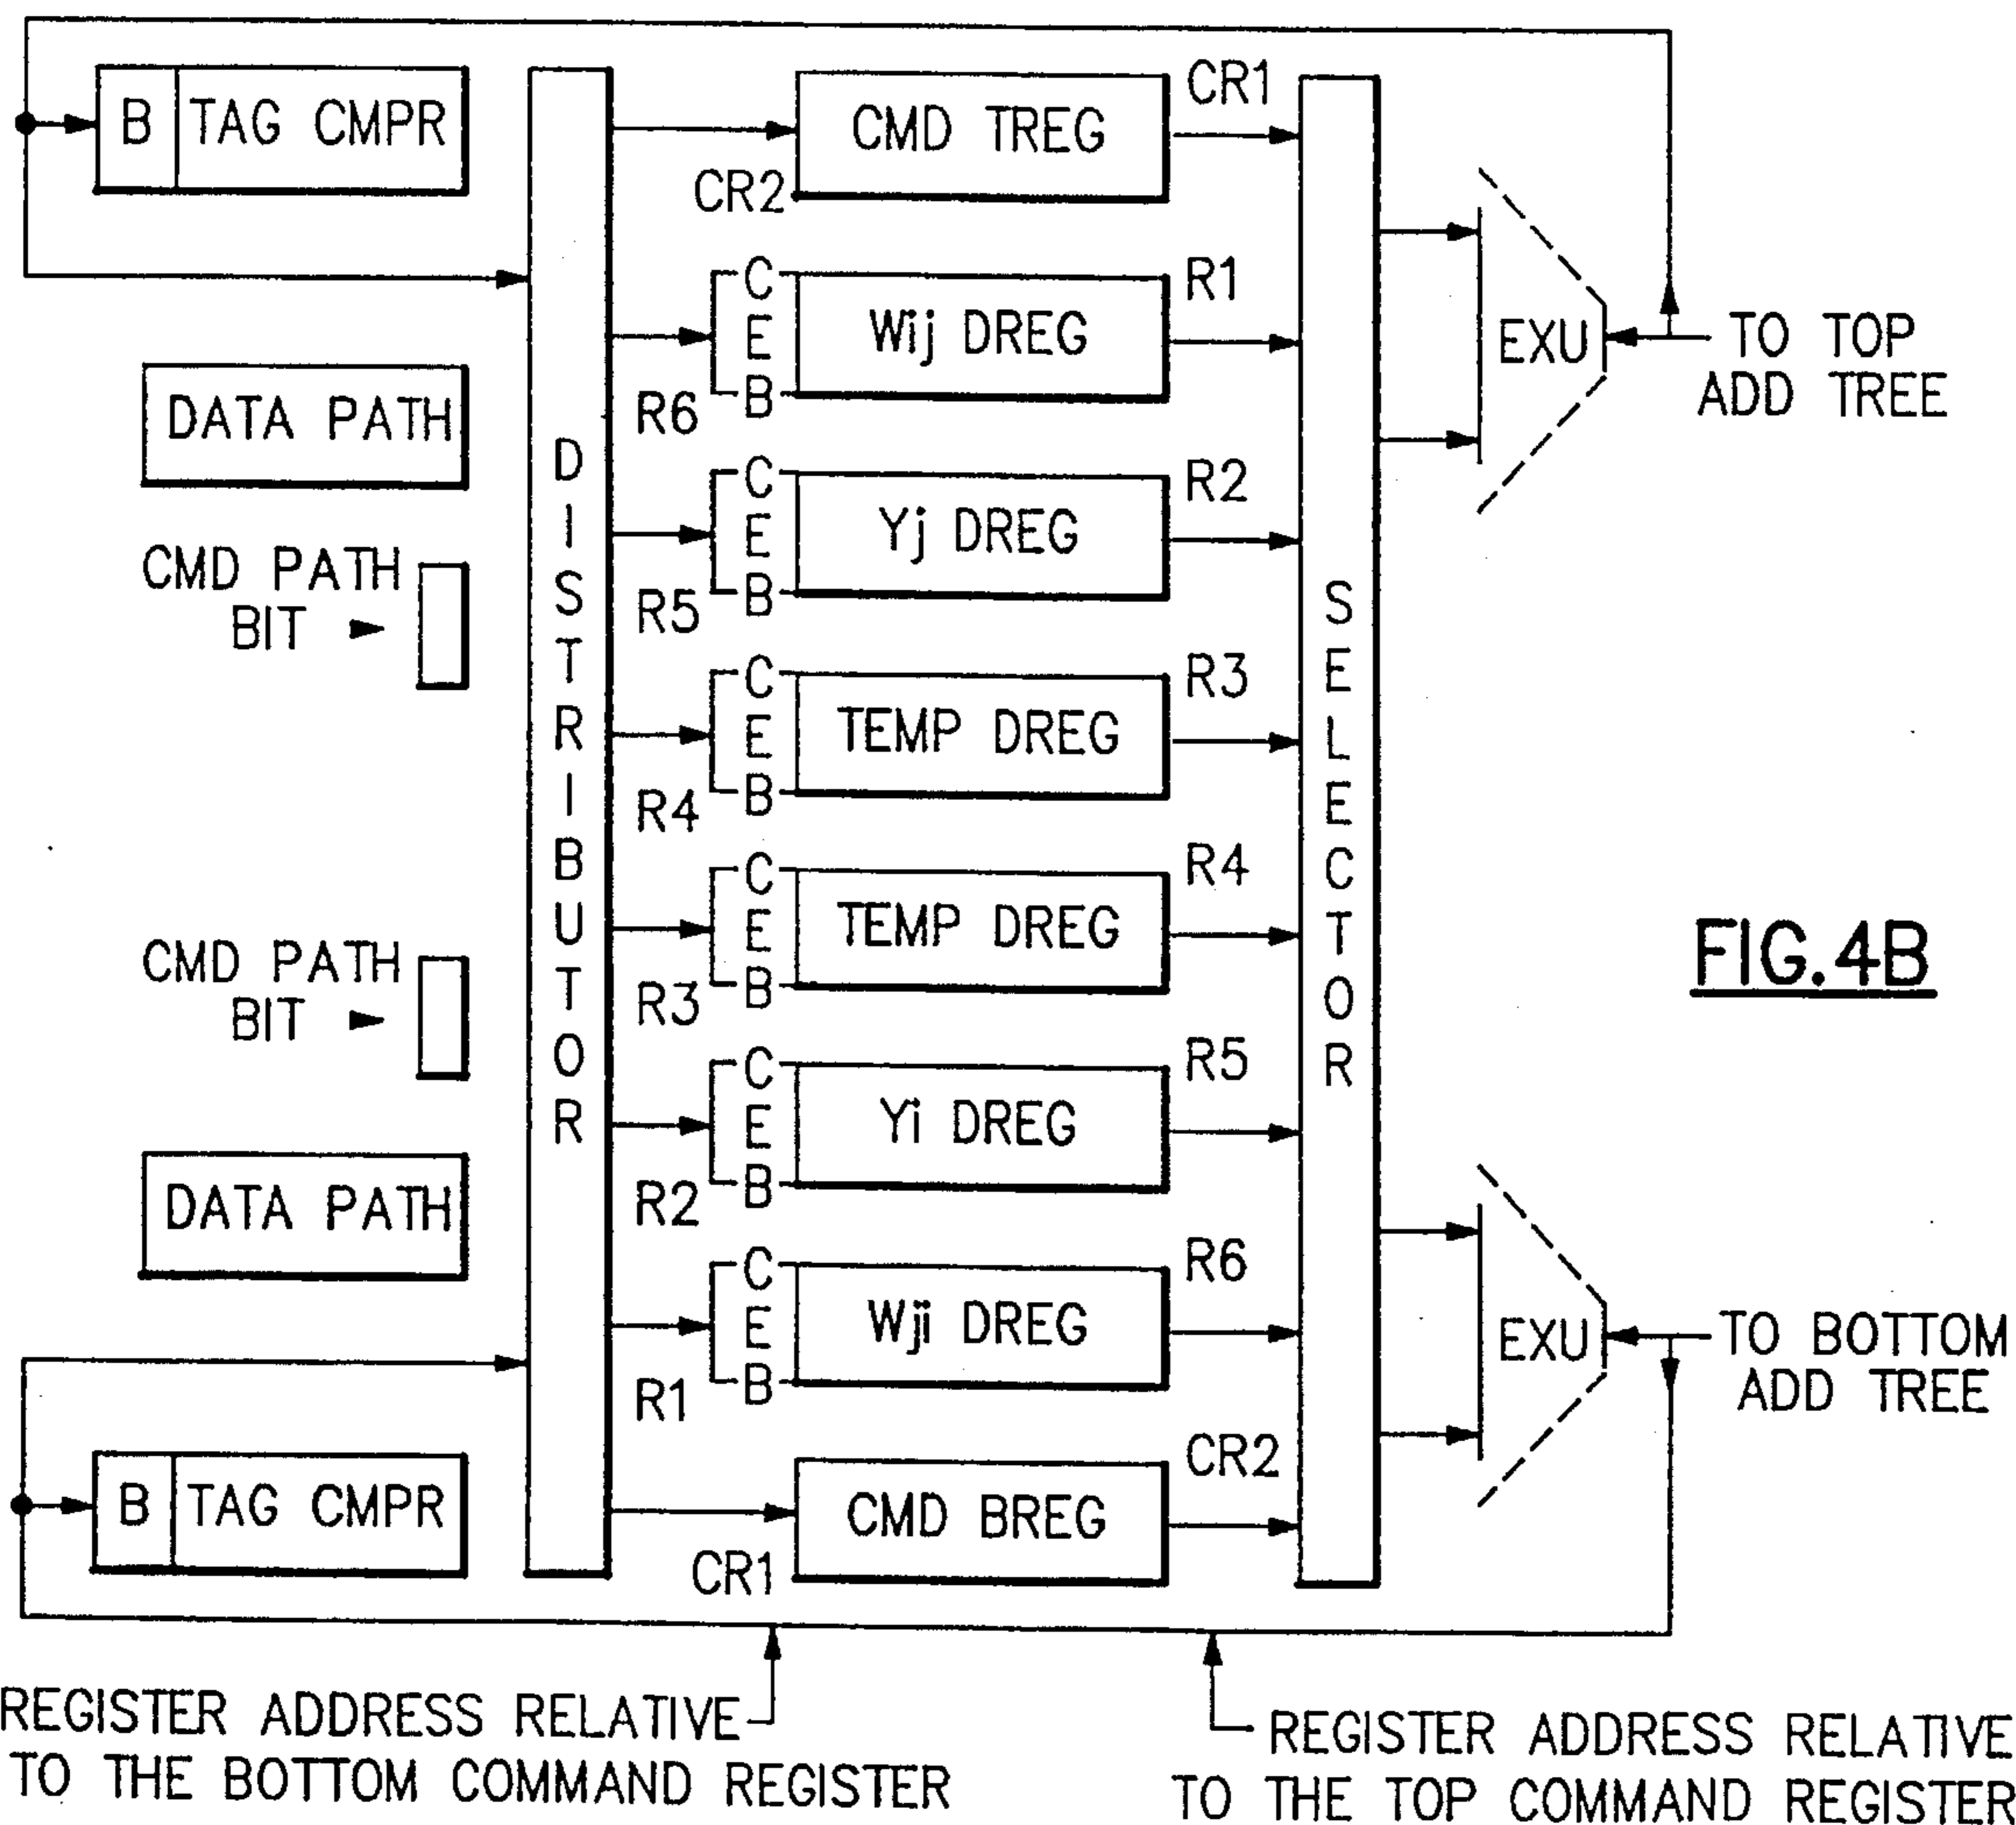 B TAG CMPR
CMD TREG
CR1
CR2
C E B
Wij DREG
R1
R6
DATA PATH
C E B
Yj DREG
R2
R5
CMD PATH
BIT
C E B
TEMP DREG
R3
R4
DISTRIBUTOR
SELECTOR
EXU
TO TOP
ADD TREE
C E B
TEMP DREG
R4
R3
CMD PATH
BIT
FIG.4B
C E B
Yi DREG
R5
R2
DATA PATH
C E B
Wji DREG
R6
R1
EXU
TO BOTTOM
ADD TREE
B TAG CMPR
CMD BREG
CR2
CR1
REGISTER ADDRESS RELATIVE
TO THE BOTTOM COMMAND REGISTER
REGISTER ADDRESS RELATIVE
TO THE TOP COMMAND REGISTER